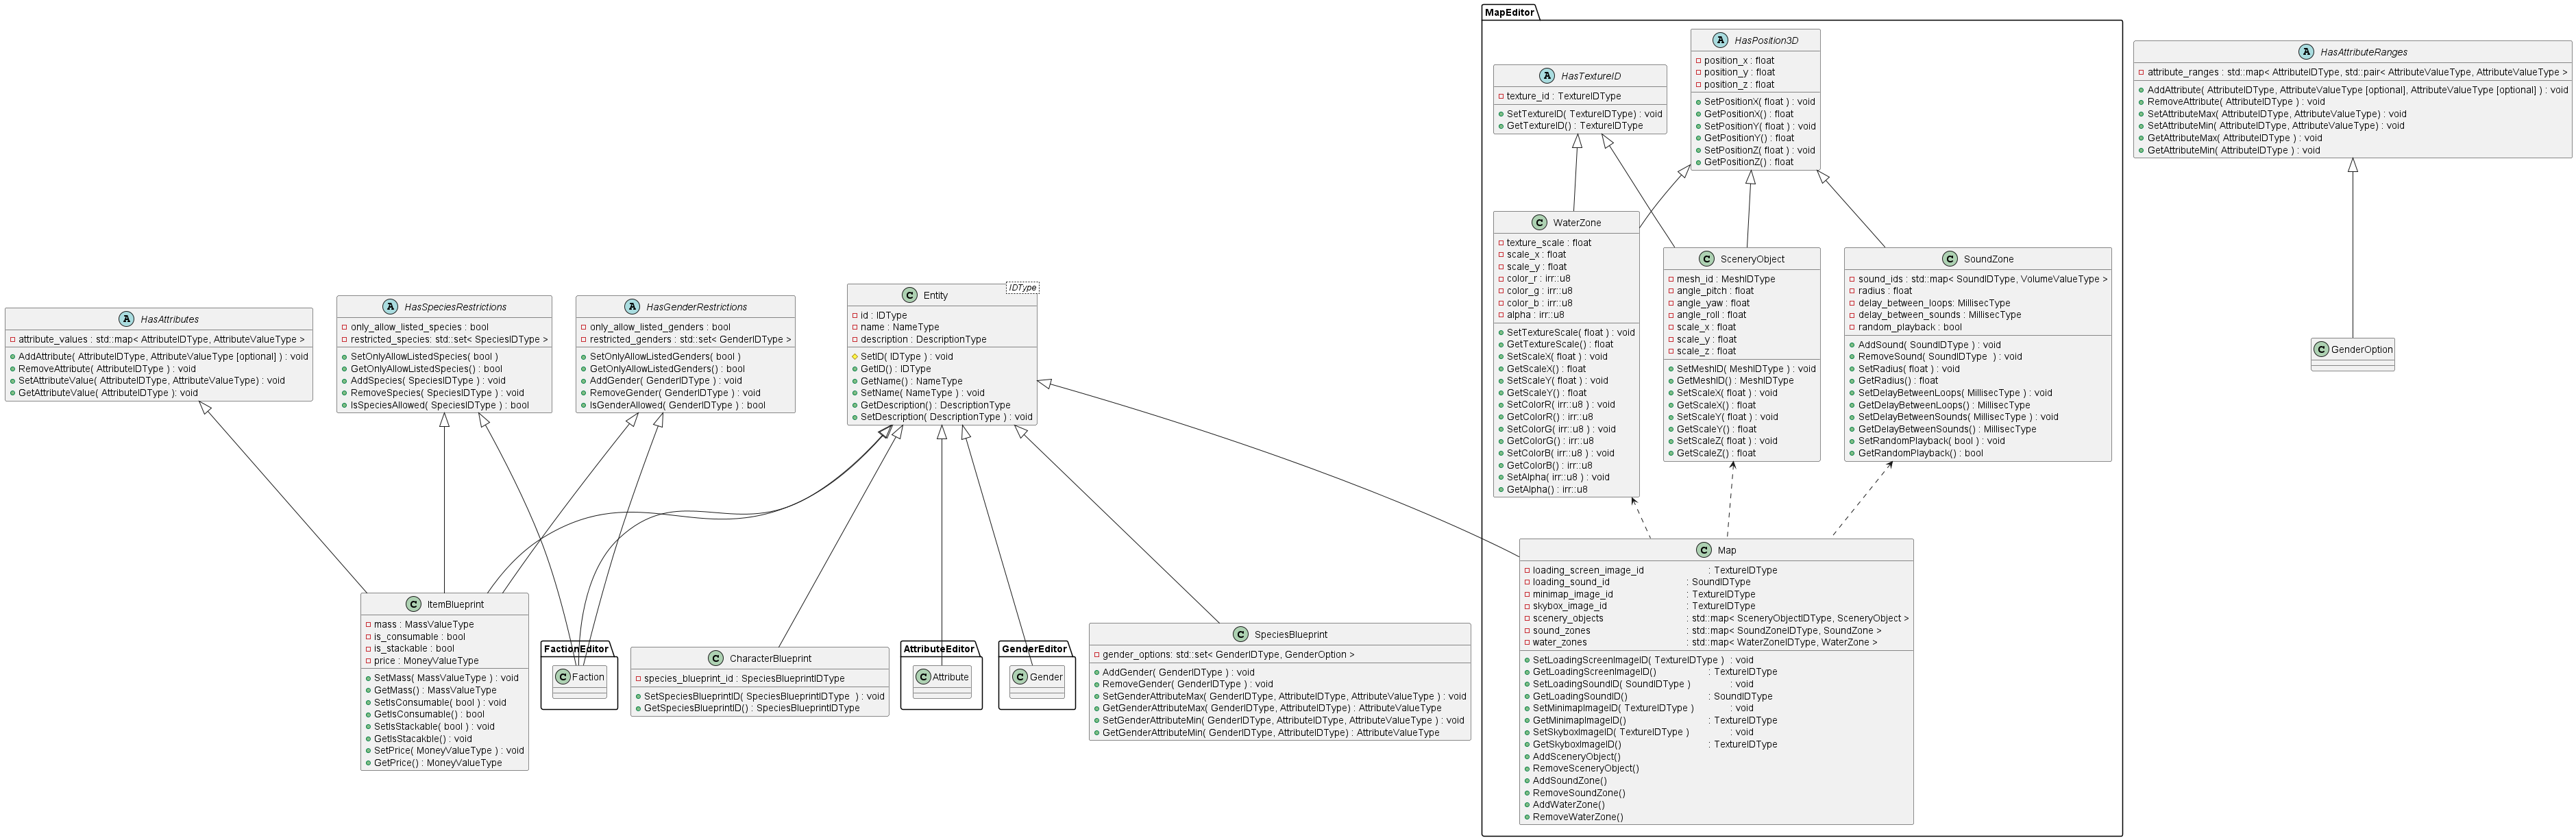 MapEditor
A HasPosition3D
position_x : float
position_y : float
position_z : float
SetPositionX( float ) : void
GetPositionX() : float
SetPositionY( float ) : void
GetPositionY() : float
SetPositionZ( float ) : void
GetPositionZ() : float
A HasTextureID
texture_id : TextureIDType
SetTextureID( TextureIDType) : void
GetTextureID() : TextureIDType
A HasAttributeRanges
attribute_ranges : std::map< AttributeIDType, std::pair< AttributeValueType, AttributeValueType >
AddAttribute( AttributeIDType, AttributeValueType [optional], AttributeValueType [optional] ) : void
RemoveAttribute( AttributeIDType ) : void
SetAttributeMax( AttributeIDType, AttributeValueType) : void
SetAttributeMin( AttributeIDType, AttributeValueType) : void
GetAttributeMax( AttributeIDType ) : void
GetAttributeMin( AttributeIDType ) : void
C WaterZone
texture_scale : float
scale_x : float
scale_y : float
color_r : irr::u8
color_g : irr::u8
color_b : irr::u8
alpha : irr::u8
SetTextureScale( float ) : void
GetTextureScale() : float
SetScaleX( float ) : void
GetScaleX() : float
SetScaleY( float ) : void
GetScaleY() : float
SetColorR( irr::u8 ) : void
GetColorR() : irr::u8
SetColorG( irr::u8 ) : void
GetColorG() : irr::u8
SetColorB( irr::u8 ) : void
GetColorB() : irr::u8
SetAlpha( irr::u8 ) : void
GetAlpha() : irr::u8
C SceneryObject
mesh_id : MeshIDType
angle_pitch : float
angle_yaw : float
angle_roll : float
scale_x : float
scale_y : float
scale_z : float
SetMeshID( MeshIDType ) : void
GetMeshID() : MeshIDType
SetScaleX( float ) : void
GetScaleX() : float
SetScaleY( float ) : void
GetScaleY() : float
SetScaleZ( float ) : void
GetScaleZ() : float
C SoundZone
sound_ids : std::map< SoundIDType, VolumeValueType >
radius : float
delay_between_loops: MillisecType
delay_between_sounds : MillisecType
random_playback : bool
AddSound( SoundIDType ) : void
RemoveSound( SoundIDType  ) : void
SetRadius( float ) : void
GetRadius() : float
SetDelayBetweenLoops( MillisecType ) : void
GetDelayBetweenLoops() : MillisecType
SetDelayBetweenSounds( MillisecType ) : void
GetDelayBetweenSounds() : MillisecType
SetRandomPlayback( bool ) : void
GetRandomPlayback() : bool
C GenderOption
A HasAttributes
attribute_values : std::map< AttributeIDType, AttributeValueType >
AddAttribute( AttributeIDType, AttributeValueType [optional] ) : void
RemoveAttribute( AttributeIDType ) : void
SetAttributeValue( AttributeIDType, AttributeValueType) : void
GetAttributeValue( AttributeIDType ): void
A HasSpeciesRestrictions
only_allow_listed_species : bool
restricted_species: std::set< SpeciesIDType >
SetOnlyAllowListedSpecies( bool )
GetOnlyAllowListedSpecies() : bool
AddSpecies( SpeciesIDType ) : void
RemoveSpecies( SpeciesIDType ) : void
IsSpeciesAllowed( SpeciesIDType ) : bool
A HasGenderRestrictions
only_allow_listed_genders : bool
restricted_genders : std::set< GenderIDType >
SetOnlyAllowListedGenders( bool )
GetOnlyAllowListedGenders() : bool
AddGender( GenderIDType ) : void
RemoveGender( GenderIDType ) : void
IsGenderAllowed( GenderIDType ) : bool
C Entity
IDType
id : IDType
name : NameType
description : DescriptionType
SetID( IDType ) : void
GetID() : IDType
GetName() : NameType
SetName( NameType ) : void
GetDescription() : DescriptionType
SetDescription( DescriptionType ) : void
C Map
loading_screen_image_id : TextureIDType
loading_sound_id : SoundIDType
minimap_image_id : TextureIDType
skybox_image_id : TextureIDType
scenery_objects : std::map< SceneryObjectIDType, SceneryObject >
sound_zones : std::map< SoundZoneIDType, SoundZone >
water_zones : std::map< WaterZoneIDType, WaterZone >
SetLoadingScreenImageID( TextureIDType ) : void
GetLoadingScreenImageID() : TextureIDType
SetLoadingSoundID( SoundIDType ) : void
GetLoadingSoundID() : SoundIDType
SetMinimapImageID( TextureIDType ) : void
GetMinimapImageID() : TextureIDType
SetSkyboxImageID( TextureIDType ) : void
GetSkyboxImageID() : TextureIDType
AddSceneryObject()
RemoveSceneryObject()
AddSoundZone()
RemoveSoundZone()
AddWaterZone()
RemoveWaterZone()
C ItemBlueprint
mass : MassValueType
is_consumable : bool
is_stackable : bool
price : MoneyValueType
SetMass( MassValueType ) : void
GetMass() : MassValueType
SetIsConsumable( bool ) : void
GetIsConsumable() : bool
SetIsStackable( bool ) : void
GetIsStacakble() : void
SetPrice( MoneyValueType ) : void
GetPrice() : MoneyValueType
FactionEditor
C Faction
C CharacterBlueprint
species_blueprint_id : SpeciesBlueprintIDType
SetSpeciesBlueprintID( SpeciesBlueprintIDType  ) : void
GetSpeciesBlueprintID() : SpeciesBlueprintIDType
AttributeEditor
C Attribute
GenderEditor
C Gender
C SpeciesBlueprint
gender_options: std::set< GenderIDType, GenderOption >
AddGender( GenderIDType ) : void
RemoveGender( GenderIDType ) : void
SetGenderAttributeMax( GenderIDType, AttributeIDType, AttributeValueType ) : void
GetGenderAttributeMax( GenderIDType, AttributeIDType) : AttributeValueType
SetGenderAttributeMin( GenderIDType, AttributeIDType, AttributeValueType ) : void
GetGenderAttributeMin( GenderIDType, AttributeIDType) : AttributeValueType